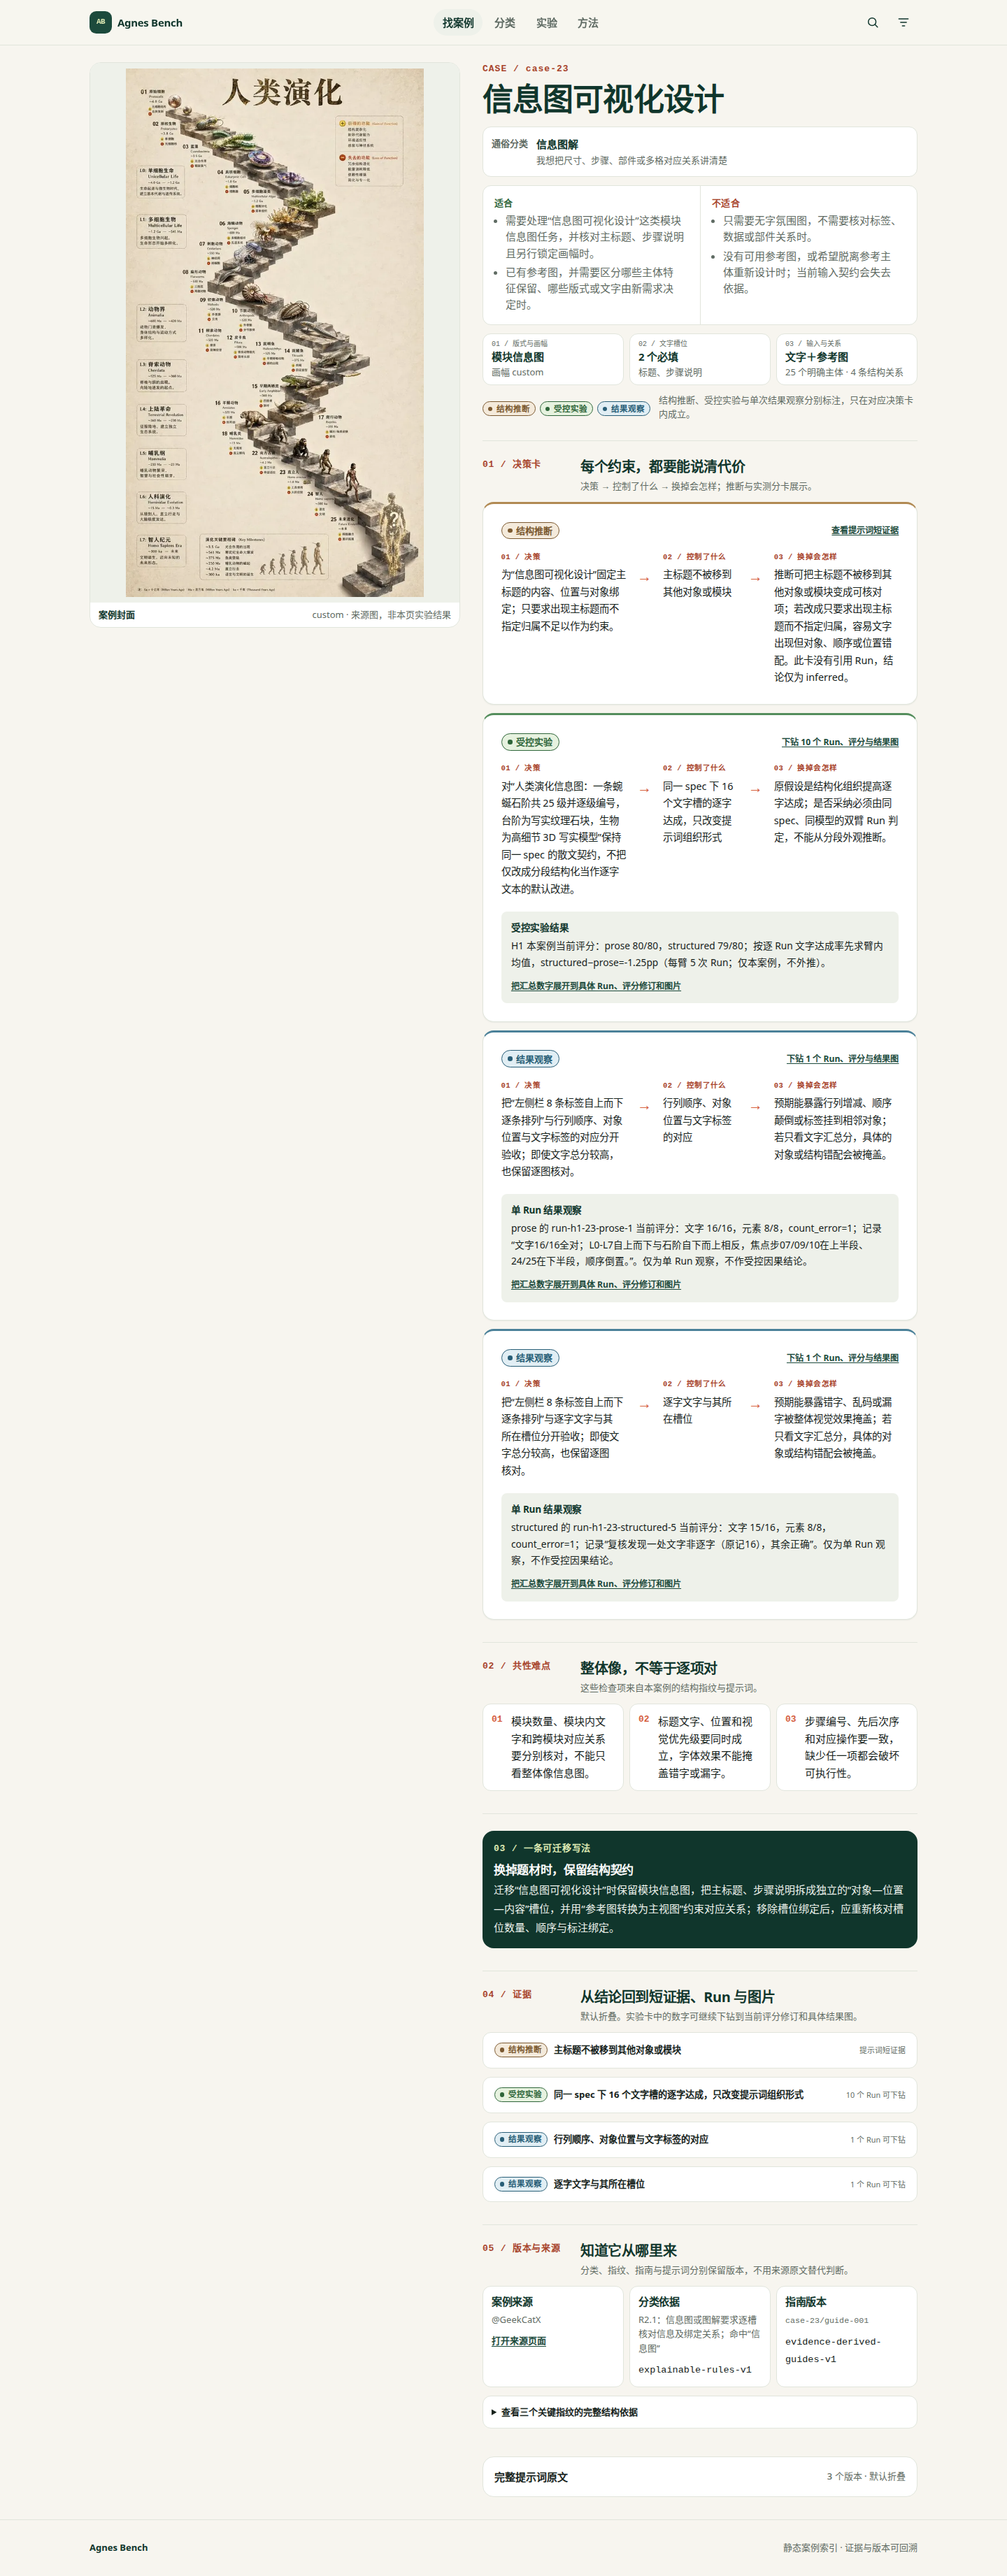 AB
Agnes Bench
找案例
分类
实验
方法
人类演化
案例封面
custom · 来源图，非本页实验结果
CASE / case-23
信息图可视化设计
通俗分类
信息图解
我想把尺寸、步骤、部件或多格对应关系讲清楚
适合
需要处理“信息图可视化设计”这类模块
信息图任务，并核对主标题、步骤说明
且另行锁定画幅时。
已有参考图，并需要区分哪些主体特
征保留、哪些版式或文字由新需求决
定时。
不适合
只需要无字氛围图，不需要核对标签、
数据或部件关系时。
没有可用参考图，或希望脱离参考主
体重新设计时；当前输入契约会失去
依据。
01 / 版式与画幅
模块信息图
画幅 custom
02 / 文字槽位
2 个必填
标题、步骤说明
03 / 输入与关系
文字＋参考图
25 个明确主体 · 4 条结构关系
结构推断
受控实验
结果观察
结构推断、受控实验与单次结果观察分别标注，只在对应决策卡
内成立。
01 / 决策卡
每个约束，都要能说清代价
决策 → 控制了什么 → 换掉会怎样；推断与实测分卡展示。
结构推断
查看提示词短证据
01 / 决策
为“信息图可视化设计”固定主
标题的内容、位置与对象绑
定；只要求出现主标题而不
指定归属不足以作为约束。
→
02 / 控制了什么
主标题不被移到
其他对象或模块
→
03 / 换掉会怎样
推断可把主标题不被移到其
他对象或模块变成可核对
项；若改成只要求出现主标
题而不指定归属，容易文字
出现但对象、顺序或位置错
配。此卡没有引用 Run，结
论仅为 inferred。
受控实验
下钻 10 个 Run、评分与结果图
01 / 决策
对“人类演化信息图：一条蜿
蜒石阶共 25 级并逐级编号，
台阶为写实纹理石块，生物
为高细节 3D 写实模型”保持
同一 spec 的散文契约，不把
仅改成分段结构化当作逐字
文本的默认改进。
→
02 / 控制了什么
同一 spec 下 16
个文字槽的逐字
达成，只改变提
示词组织形式
→
03 / 换掉会怎样
原假设是结构化组织提高逐
字达成；是否采纳必须由同
spec、同模型的双臂 Run 判
定，不能从分段外观推断。
受控实验结果
H1 本案例当前评分：prose 80/80，structured 79/80；按逐 Run 文字达成率先求臂内
均值，structured−prose=-1.25pp（每臂 5 次 Run；仅本案例，不外推）。
把汇总数字展开到具体 Run、评分修订和图片
结果观察
下钻 1 个 Run、评分与结果图
01 / 决策
把“左侧栏 8 条标签自上而下
逐条排列”与行列顺序、对象
位置与文字标签的对应分开
验收；即使文字总分较高，
也保留逐图核对。
→
02 / 控制了什么
行列顺序、对象
位置与文字标签
的对应
→
03 / 换掉会怎样
预期能暴露行列增减、顺序
颠倒或标签挂到相邻对象；
若只看文字汇总分，具体的
对象或结构错配会被掩盖。
单 Run 结果观察
prose 的 run-h1-23-prose-1 当前评分：文字 16/16，元素 8/8，count_error=1；记录
“文字16/16全对；L0-L7自上而下与石阶自下而上相反，焦点步07/09/10在上半段、
24/25在下半段，顺序倒置。”。仅为单 Run 观察，不作受控因果结论。
把汇总数字展开到具体 Run、评分修订和图片
结果观察
下钻 1 个 Run、评分与结果图
01 / 决策
把“左侧栏 8 条标签自上而下
逐条排列”与逐字文字与其
所在槽位分开验收；即使文
字总分较高，也保留逐图
核对。
→
02 / 控制了什么
逐字文字与其所
在槽位
→
03 / 换掉会怎样
预期能暴露错字、乱码或漏
字被整体视觉效果掩盖；若
只看文字汇总分，具体的对
象或结构错配会被掩盖。
单 Run 结果观察
structured 的 run-h1-23-structured-5 当前评分：文字 15/16，元素 8/8，
count_error=1；记录“复核发现一处文字非逐字（原记16），其余正确”。仅为单 Run 观
察，不作受控因果结论。
把汇总数字展开到具体 Run、评分修订和图片
02 / 共性难点
整体像，不等于逐项对
这些检查项来自本案例的结构指纹与提示词。
01
模块数量、模块内文
字和跨模块对应关系
要分别核对，不能只
看整体像信息图。
02
标题文字、位置和视
觉优先级要同时成
立，字体效果不能掩
盖错字或漏字。
03
步骤编号、先后次序
和对应操作要一致，
缺少任一项都会破坏
可执行性。
03 / 一条可迁移写法
换掉题材时，保留结构契约
迁移“信息图可视化设计”时保留模块信息图，把主标题、步骤说明拆成独立的“对象—位置
—内容”槽位，并用“参考图转换为主视图”约束对应关系；移除槽位绑定后，应重新核对槽
位数量、顺序与标注绑定。
04 / 证据
从结论回到短证据、Run 与图片
默认折叠。实验卡中的数字可继续下钻到当前评分修订和具体结果图。
结构推断
主标题不被移到其他对象或模块
提示词短证据
受控实验
同一 spec 下 16 个文字槽的逐字达成，只改变提示词组织形式
10 个 Run 可下钻
结果观察
行列顺序、对象位置与文字标签的对应
1 个 Run 可下钻
结果观察
逐字文字与其所在槽位
1 个 Run 可下钻
05 / 版本与来源
知道它从哪里来
分类、指纹、指南与提示词分别保留版本，不用来源原文替代判断。
案例来源
@GeekCatX
打开来源页面
分类依据
R2.1：信息图或图解要求逐槽
核对信息及绑定关系；命中“信
息图”
explainable-rules-v1
指南版本
case-23/guide-001
evidence-derived-
guides-v1
▶ 查看三个关键指纹的完整结构依据
完整提示词原文
3 个版本 · 默认折叠
Agnes Bench
静态案例索引 · 证据与版本可回溯